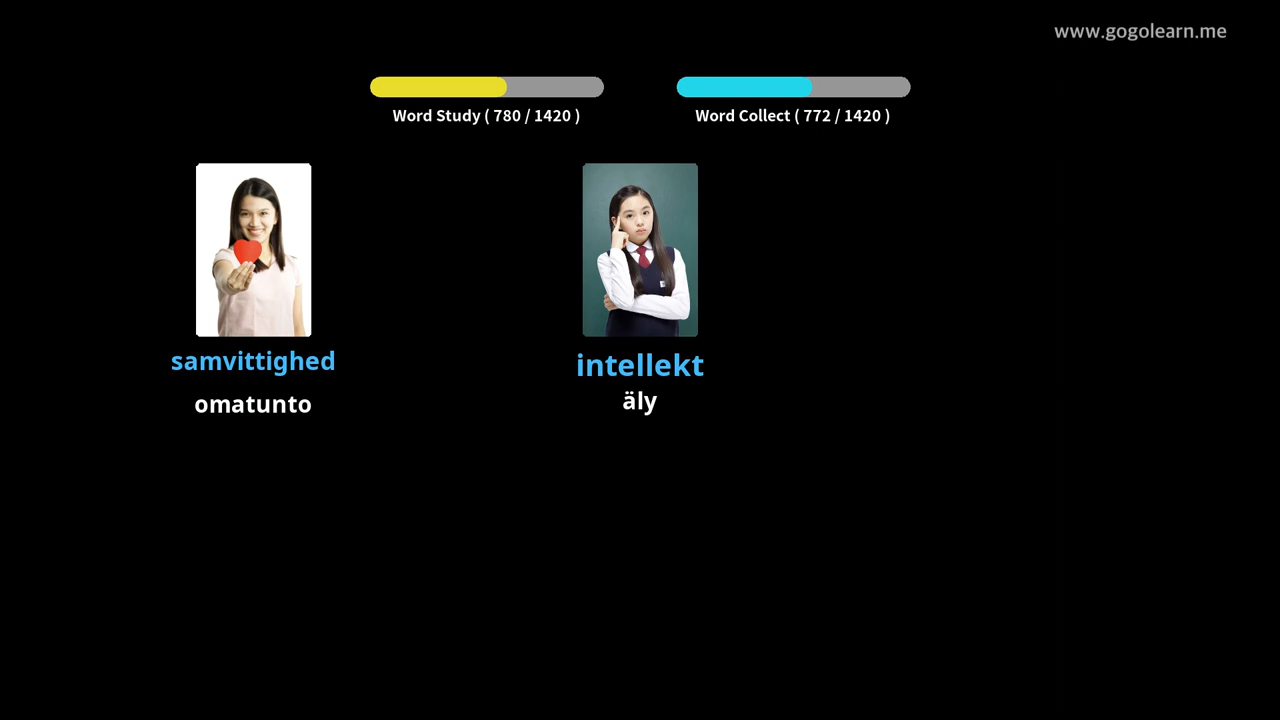 www.gogolearn.me
Word Study ( 780 / 1420 )
Word Collect ( 772 / 1420 )
samvittighed
omatunto
intellekt
äly